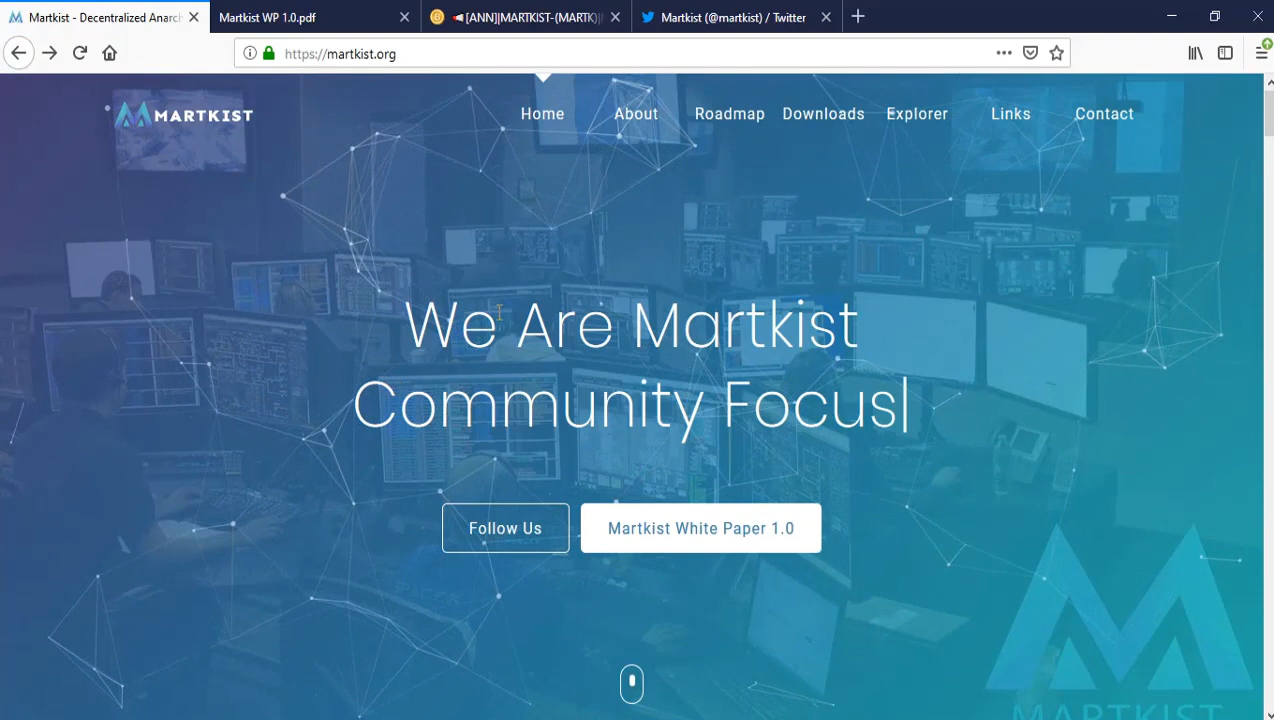 Martkist - Decentralized Anarch
Martkist WP 1.0.pdf
[ANN]|MARTKIST-(MARTK)|
Martkist (@martkist) / Twitter
https://martkist.org
MARTKIST
Home
About
Roadmap
Downloads
Explorer
Links
Contact
We Are Martkist
Community Focus|
Follow Us
Martkist White Paper 1.0
MARTKIST